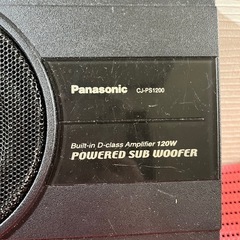 Panasonic CJ-PS1200
Built-in D-class Amplifier 120W
POWERED SUB WOOFER